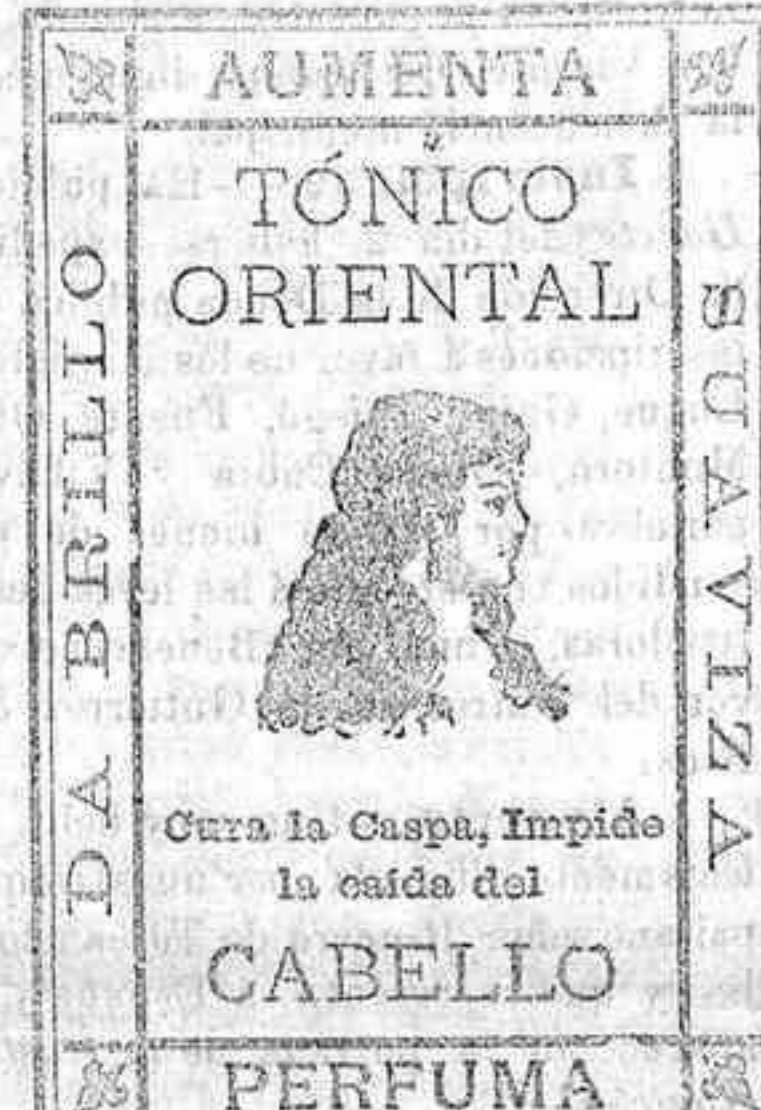 AUMENTA
TÓNICO
ORIENTAL
DA BRILLO
SUAVIZA
Cura la Caspa, Impide
la caída del
CABELLO
PERFUMA